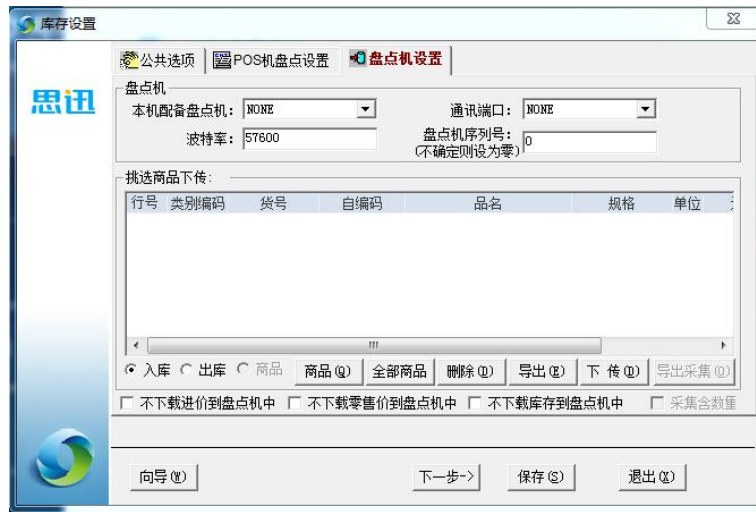 库存设置
思迅
公共选项 POS机盘点设置 盘点机设置
盘点机
本机配备盘点机： NONE 通讯端口： NONE
波特率： 57600 盘点机序列号： 0
(不确定则设为零)
挑选商品下传：
行号 类别编码 货号 自编码 品名 规格 单位
入库 出库 商品 商品(Q) 全部商品 删除(D) 导出(E) 下 传(D) 导出采集(O)
不下载进价到盘点机中 不下载零售价到盘点机中 不下载库存到盘点机中 采集含数量
向导(W) 下一步-> 保存(S) 退出(X)